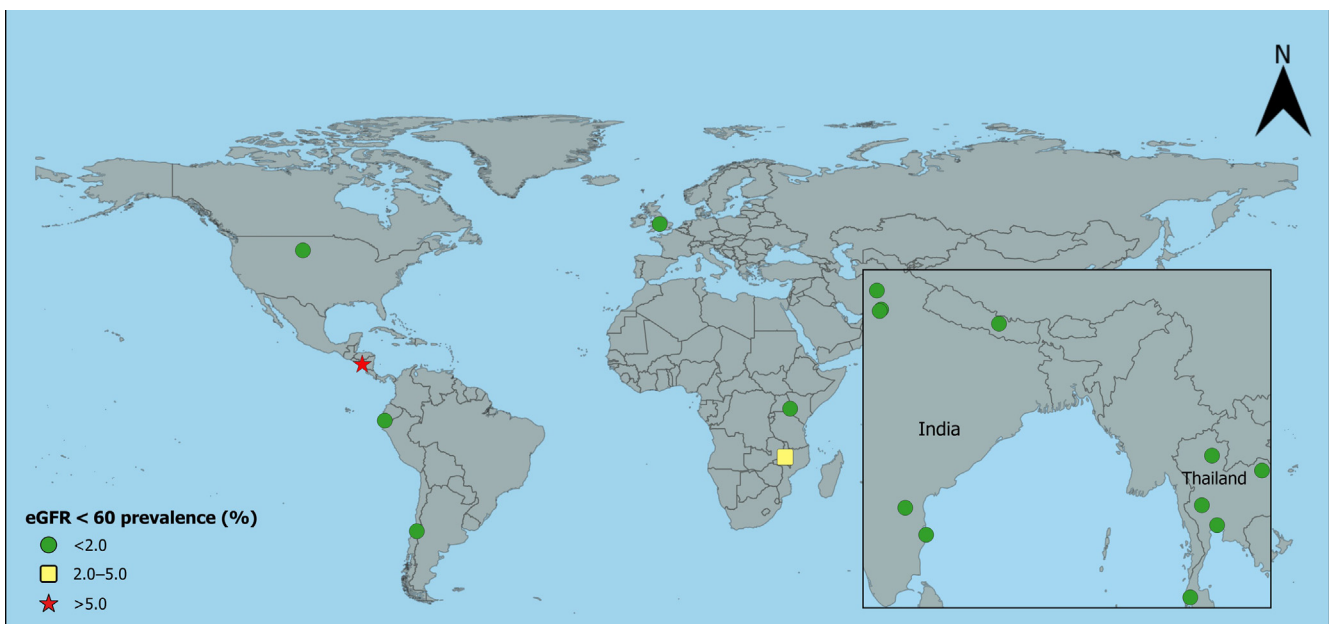 N
India
Thailand
eGFR < 60 prevalence (%)
<2.0
2.0–5.0
>5.0